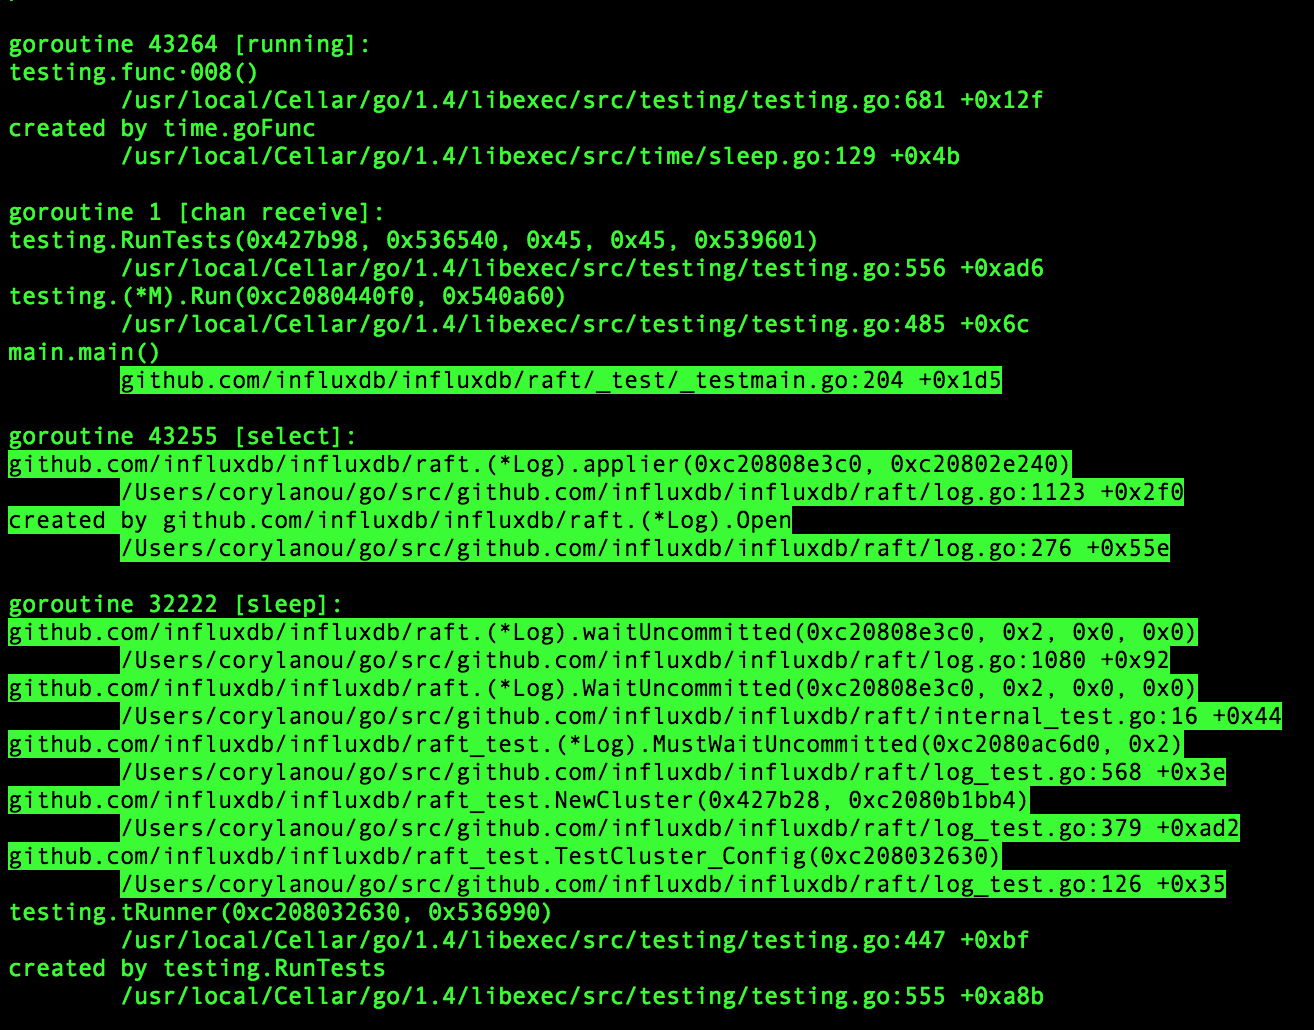 goroutine 43264 [running]:
testing.func·008()
/usr/local/Cellar/go/1.4/libexec/src/testing/testing.go:681 +0x12f
created by time.goFunc
/usr/local/Cellar/go/1.4/libexec/src/time/sleep.go:129 +0x4b
goroutine 1 [chan receive]:
testing.RunTests(0x427b98, 0x536540, 0x45, 0x45, 0x539601)
/usr/local/Cellar/go/1.4/libexec/src/testing/testing.go:556 +0xad6
testing.(*M).Run(0xc2080440f0, 0x540a60)
/usr/local/Cellar/go/1.4/libexec/src/testing/testing.go:485 +0x6c
main.main()
github.com/influxdb/influxdb/raft/_test/_testmain.go:204 +0x1d5
goroutine 43255 [select]:
github.com/influxdb/influxdb/raft.(*Log).applier(0xc20808e3c0, 0xc20802e240)
/Users/corylanou/go/src/github.com/influxdb/influxdb/raft/log.go:1123 +0x2f0
created by github.com/influxdb/influxdb/raft.(*Log).Open
/Users/corylanou/go/src/github.com/influxdb/influxdb/raft/log.go:276 +0x55e
goroutine 32222 [sleep]:
github.com/influxdb/influxdb/raft.(*Log).waitUncommitted(0xc20808e3c0, 0x2, 0x0, 0x0)
/Users/corylanou/go/src/github.com/influxdb/influxdb/raft/log.go:1080 +0x92
github.com/influxdb/influxdb/raft.(*Log).WaitUncommitted(0xc20808e3c0, 0x2, 0x0, 0x0)
/Users/corylanou/go/src/github.com/influxdb/influxdb/raft/internal_test.go:16 +0x44
github.com/influxdb/influxdb/raft_test.(*Log).MustWaitUncommitted(0xc2080ac6d0, 0x2)
/Users/corylanou/go/src/github.com/influxdb/influxdb/raft/log_test.go:568 +0x3e
github.com/influxdb/influxdb/raft_test.NewCluster(0x427b28, 0xc2080b1bb4)
/Users/corylanou/go/src/github.com/influxdb/influxdb/raft/log_test.go:379 +0xad2
github.com/influxdb/influxdb/raft_test.TestCluster_Config(0xc208032630)
/Users/corylanou/go/src/github.com/influxdb/influxdb/raft/log_test.go:126 +0x35
testing.tRunner(0xc208032630, 0x536990)
/usr/local/Cellar/go/1.4/libexec/src/testing/testing.go:447 +0xbf
created by testing.RunTests
/usr/local/Cellar/go/1.4/libexec/src/testing/testing.go:555 +0xa8b